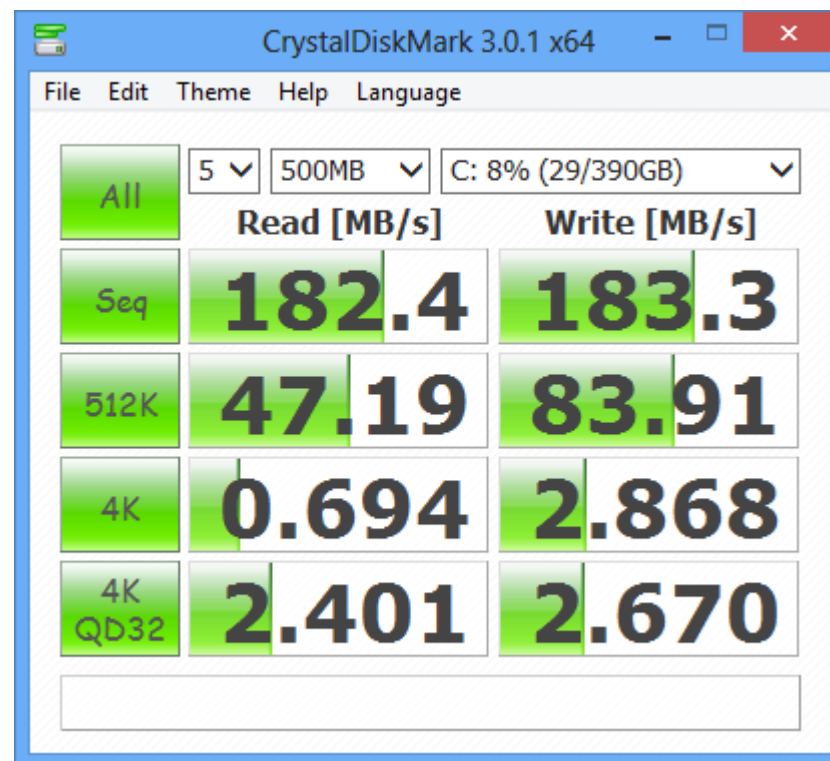 CrystalDiskMark 3.0.1 x64
File Edit Theme Help Language
All 5 500MB C: 8% (29/390GB)
Read [MB/s] Write [MB/s]
Seq 182.4 183.3
512K 47.19 83.91
4K 0.694 2.868
4K
QD32 2.401 2.670